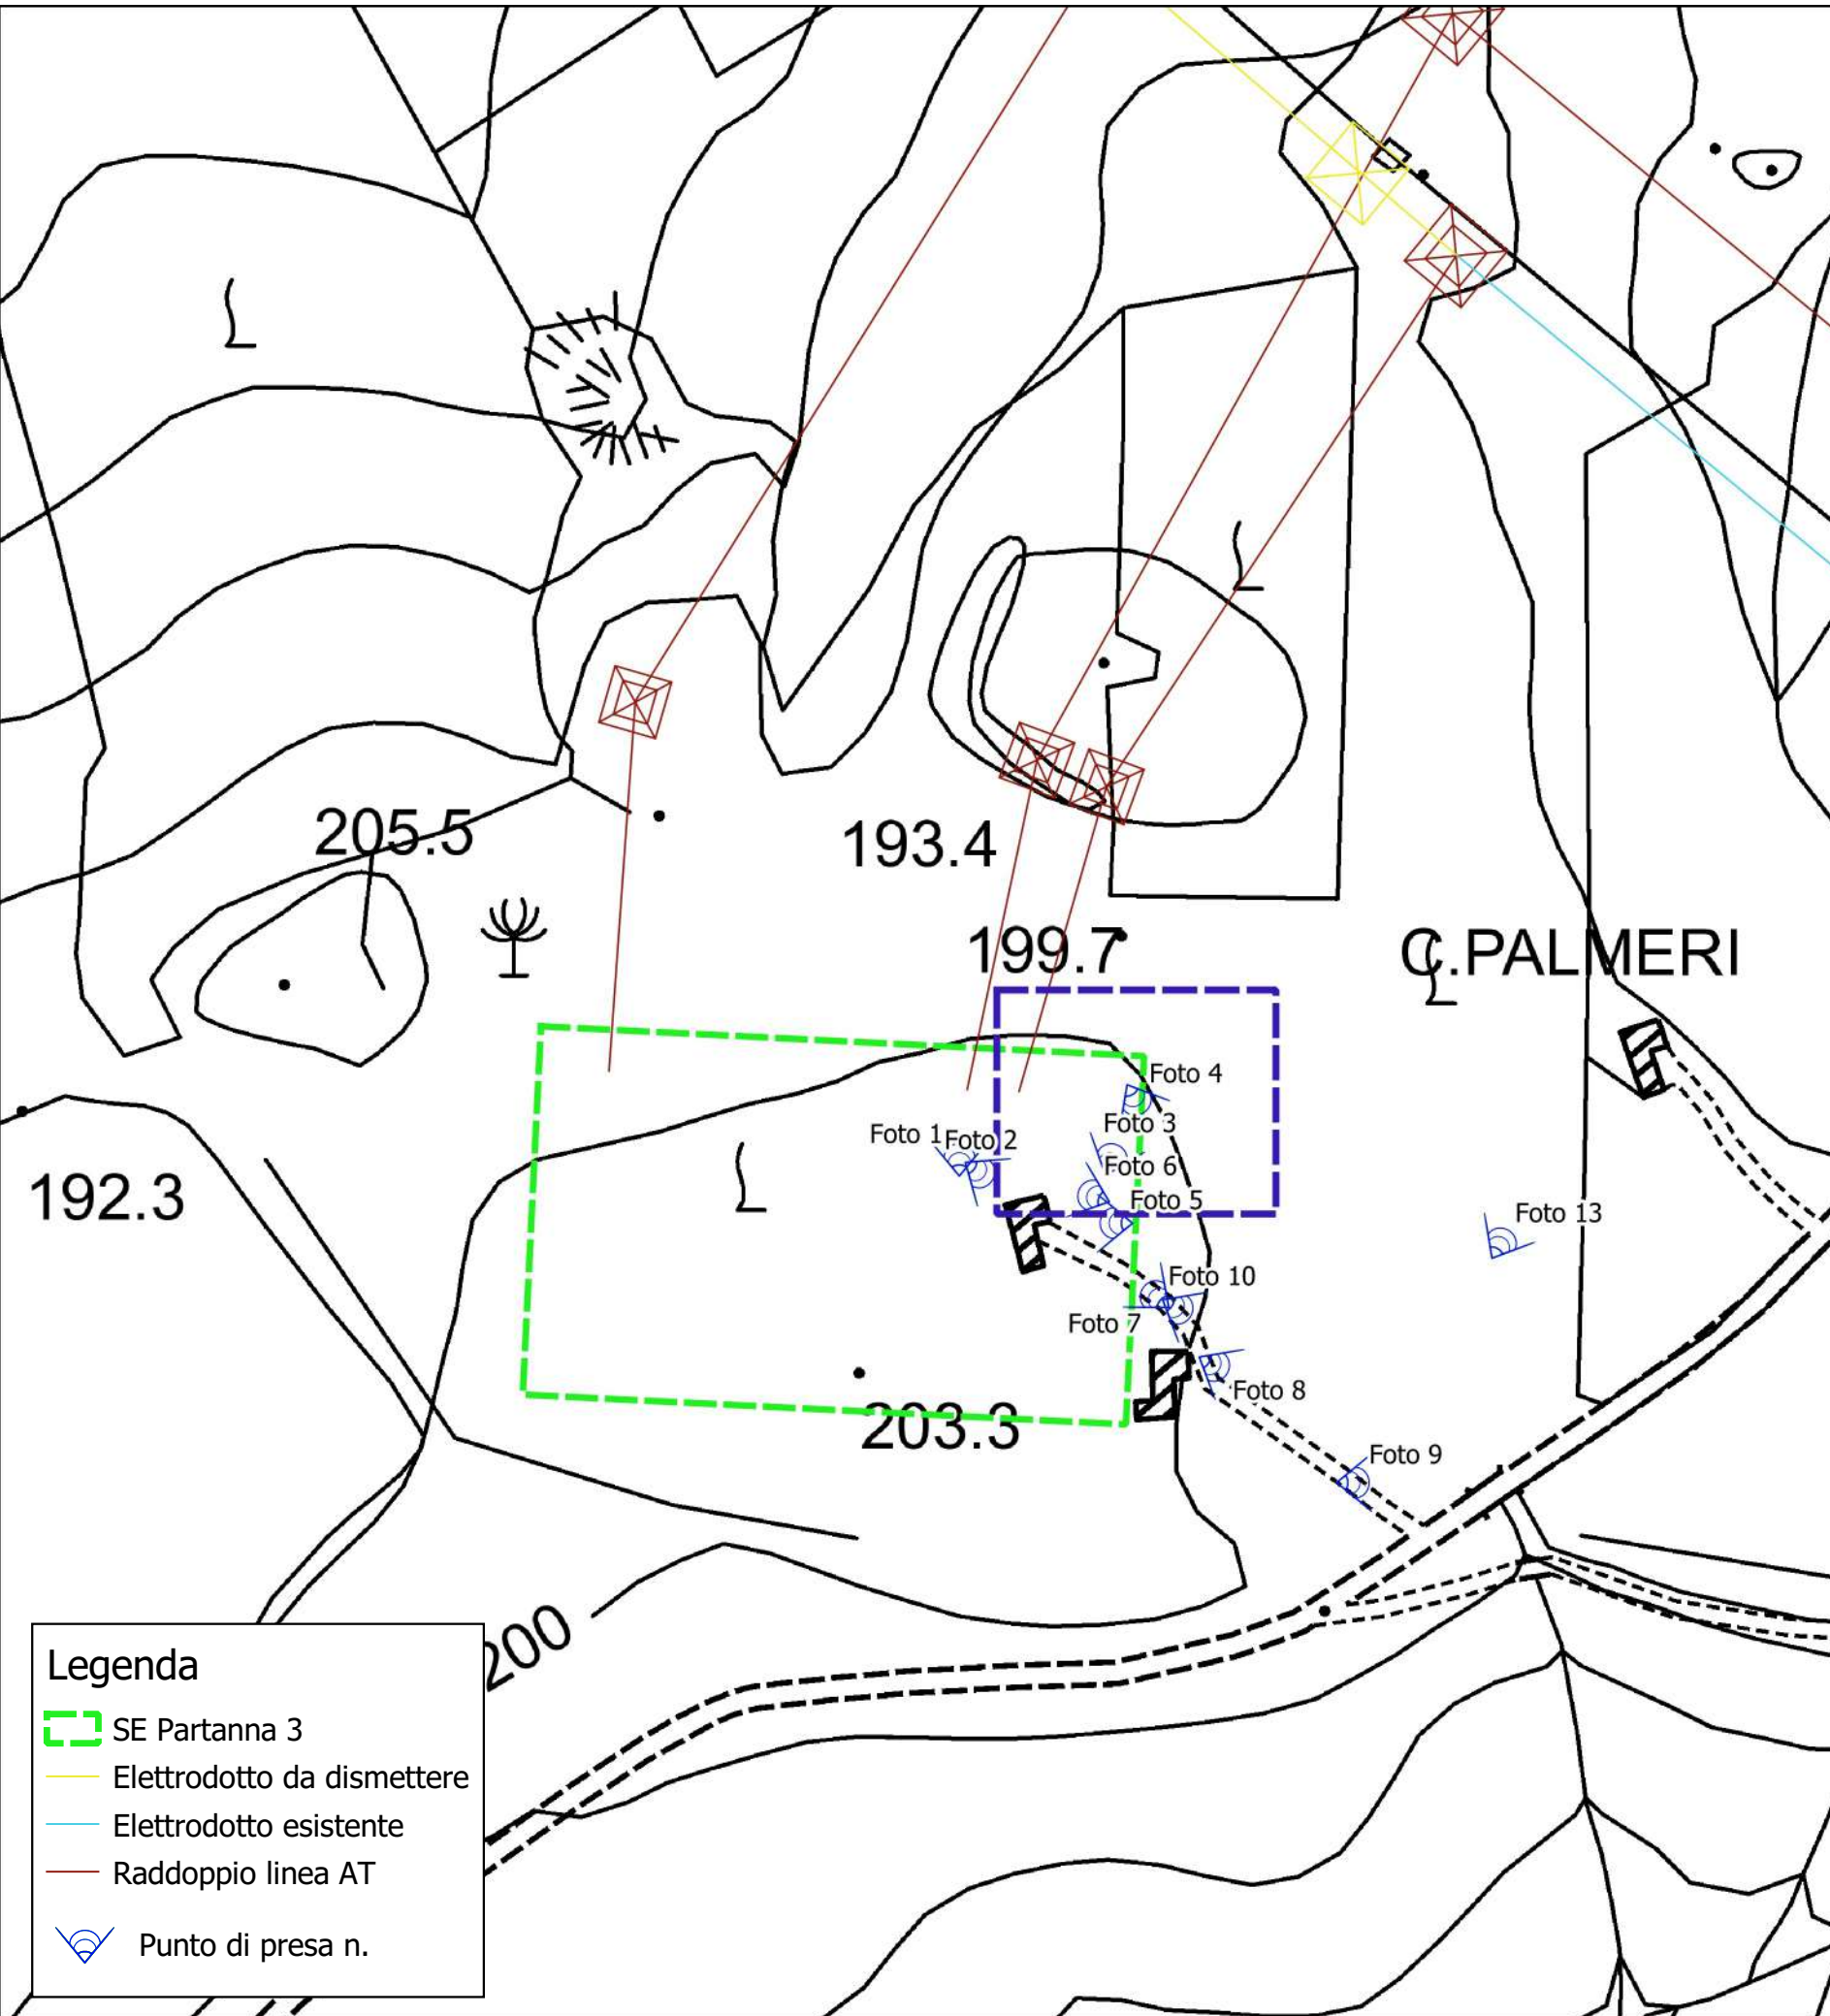 205.5
193.4
199.7
C.PALMERI
Foto 4
Foto 3
Foto 1
Foto 2
Foto 6
192.3
Foto 5
Foto 13
Foto 10
Foto 7
Foto 8
203.3
Foto 9
200
Legenda
SE Partanna 3
Elettrodotto da dismettere
Elettrodotto esistente
Raddoppio linea AT
Punto di presa n.